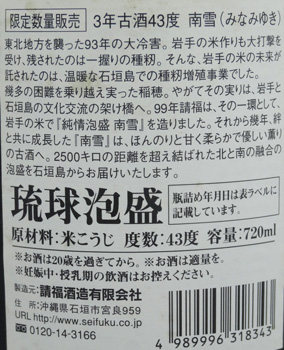 限定数量販売 3年古酒43度 南雪(みなみゆき)
東北地方を襲った93年の大冷害。岩手の米作りも大打撃
を受け、残されたのは一握りの種籾。そんな、岩手の米の未来が
託されたのは、温暖な石垣島での種籾増殖事業でした。
幾多の困難を乗り越え実った稲穂。やがてその実りは、岩手と
石垣島の文化交流の架け橋へ。99年請福は、その一環として、
岩手の米で『純情泡盛 南雪』を造りました。それから幾年、絆
と共に成長した『南雪』は、ほんのりと甘く柔らかで優しい薫り
の古酒へ。2500キロの距離を超え結ばれた北と南の融合の
泡盛を石垣島からお届けいたします。
琉球泡盛 瓶詰め年月日は表ラベルに
記載しています。
原材料:米こうじ 度数:43度 容量:720ml
※お酒は20歳を過ぎてから。※お酒は適量を。
※妊娠中・授乳期の飲酒はお控えください。
製造元:請福酒造有限会社
住 所:沖縄県石垣市宮良959
URL http://www.seifuku.co.jp
0120-14-3166
4 989996 318343